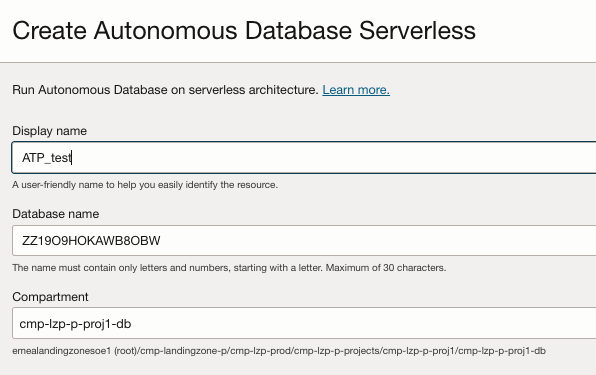 Create Autonomous Database Serverless
Run Autonomous Database on serverless architecture. Learn more.
Display name
ATP_test
A user-friendly name to help you easily identify the resource.
Database name
ZZ19O9HOKAWB8OBW
The name must contain only letters and numbers, starting with a letter. Maximum of 30 characters.
Compartment
cmp-lzp-p-proj1-db
emealandingzonesoe1 (root)/cmp-landingzone-p/cmp-lzp-prod/cmp-lzp-p-projects/cmp-lzp-p-proj1/cmp-lzp-p-proj1-db